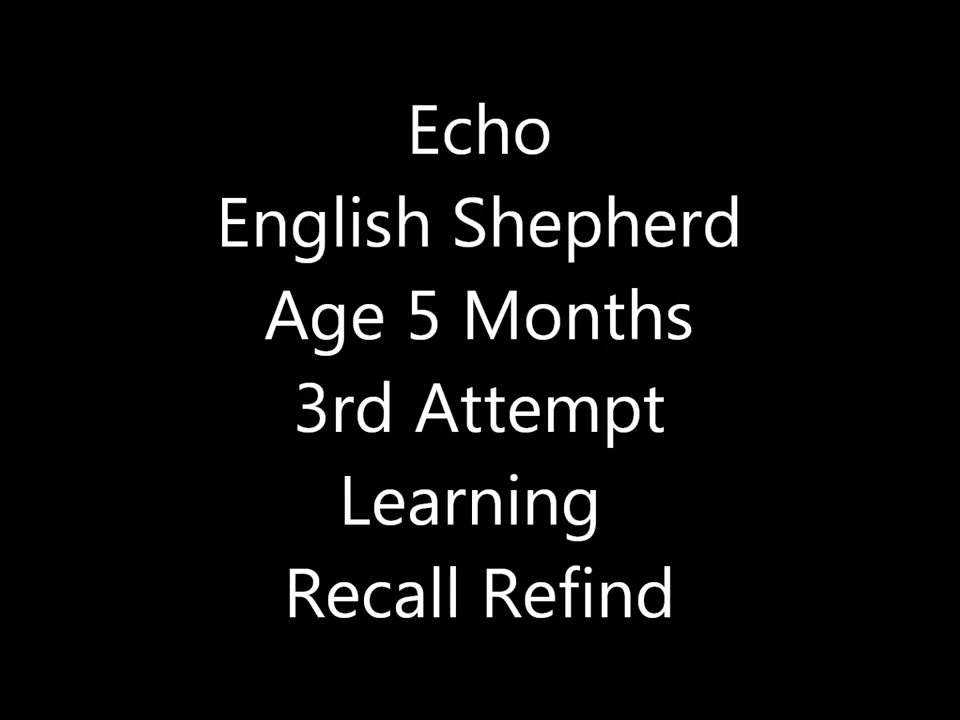 Echo
English Shepherd
Age 5 Months
3rd Attempt
Learning
Recall Refind